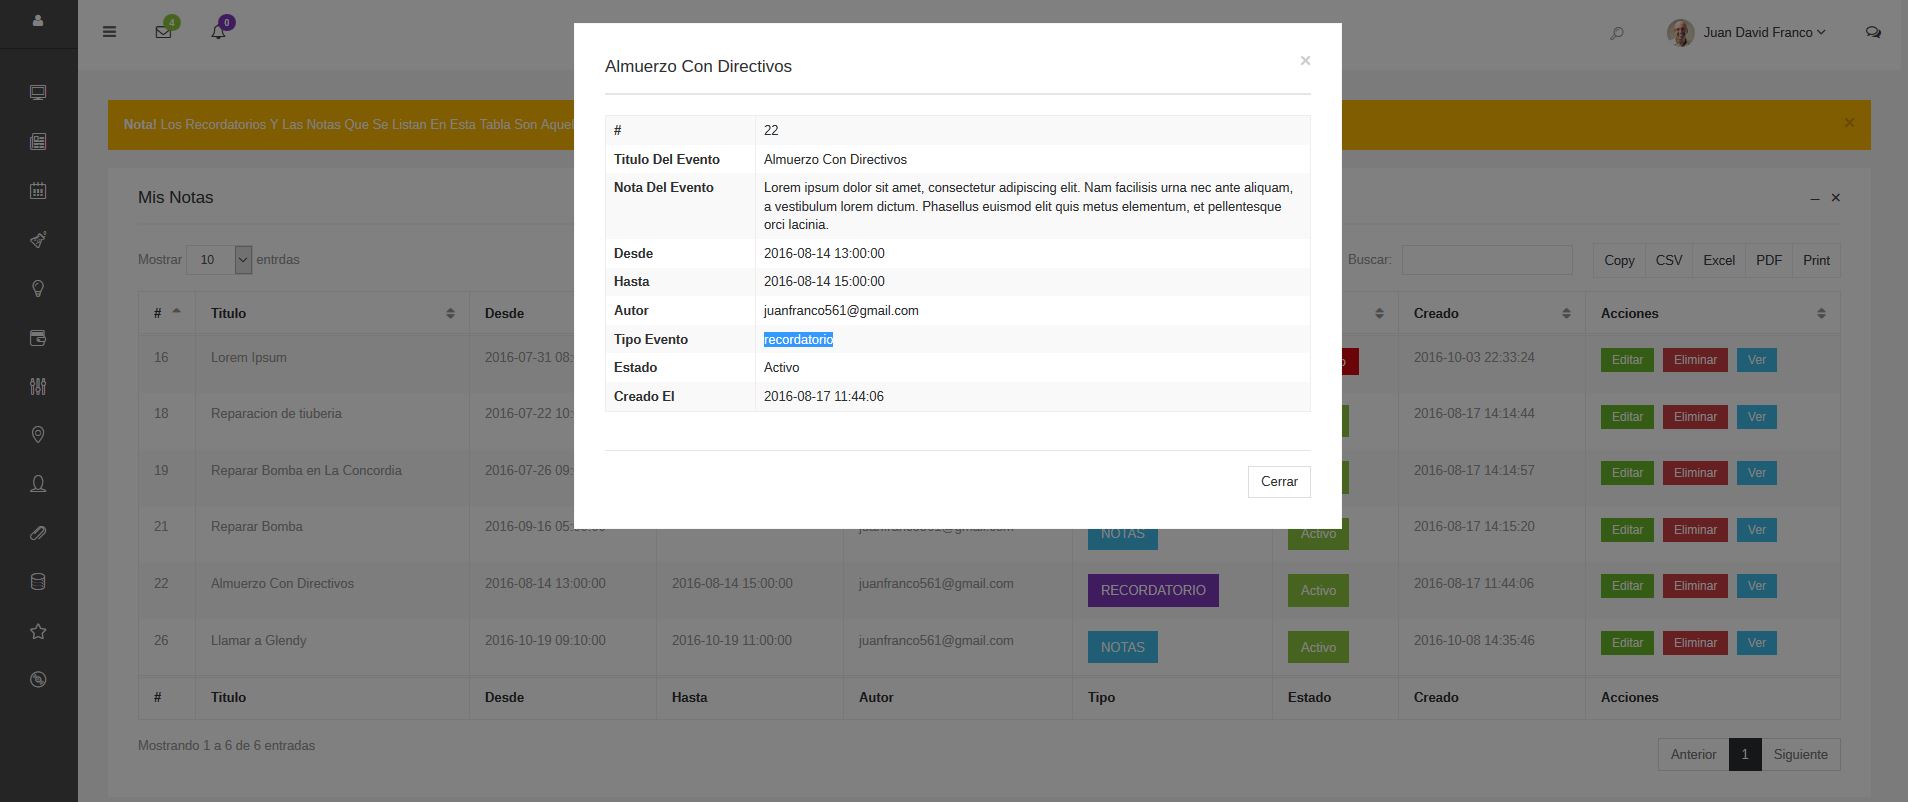 4
0
Juan David Franco
Almuerzo Con Directivos
×
Nota! Los Recordatorios Y Las Notas Que Se Listan En Esta Tabla Son
# 22
Titulo Del Evento Almuerzo Con Directivos
Nota Del Evento Lorem ipsum dolor sit amet, consectetur adipiscing elit. Nam facilisis urna nec ante aliquam,
a vestibulum lorem dictum. Phasellus euismod elit quis metus elementum, et pellentesque
orci lacinia.
Desde 2016-08-14 13:00:00
Hasta 2016-08-14 15:00:00
Autor juanfranco561@gmail.com
Tipo Evento recordatorio
Estado Activo
Creado El 2016-08-17 11:44:06
Cerrar
Mis Notas
Mostrar 10 entrdas
Buscar: Copy CSV Excel PDF Print
# Titulo Desde Creado Acciones
16 Lorem Ipsum 2016-07-31 08: 2016-10-03 22:33:24 Editar Eliminar Ver
18 Reparacion de tiuberia 2016-07-22 10: 2016-08-17 14:14:44 Editar Eliminar Ver
19 Reparar Bomba en La Concordia 2016-07-26 09: 2016-08-17 14:14:57 Editar Eliminar Ver
21 Reparar Bomba 2016-09-16 05: juanfranco561@gmail.com NOTAS Activo 2016-08-17 14:15:20 Editar Eliminar Ver
22 Almuerzo Con Directivos 2016-08-14 13:00:00 2016-08-14 15:00:00 juanfranco561@gmail.com RECORDATORIO Activo 2016-08-17 11:44:06 Editar Eliminar Ver
26 Llamar a Glendy 2016-10-19 09:10:00 2016-10-19 11:00:00 juanfranco561@gmail.com NOTAS Activo 2016-10-08 14:35:46 Editar Eliminar Ver
# Titulo Desde Hasta Autor Tipo Estado Creado Acciones
Mostrando 1 a 6 de 6 entradas
Anterior 1 Siguiente